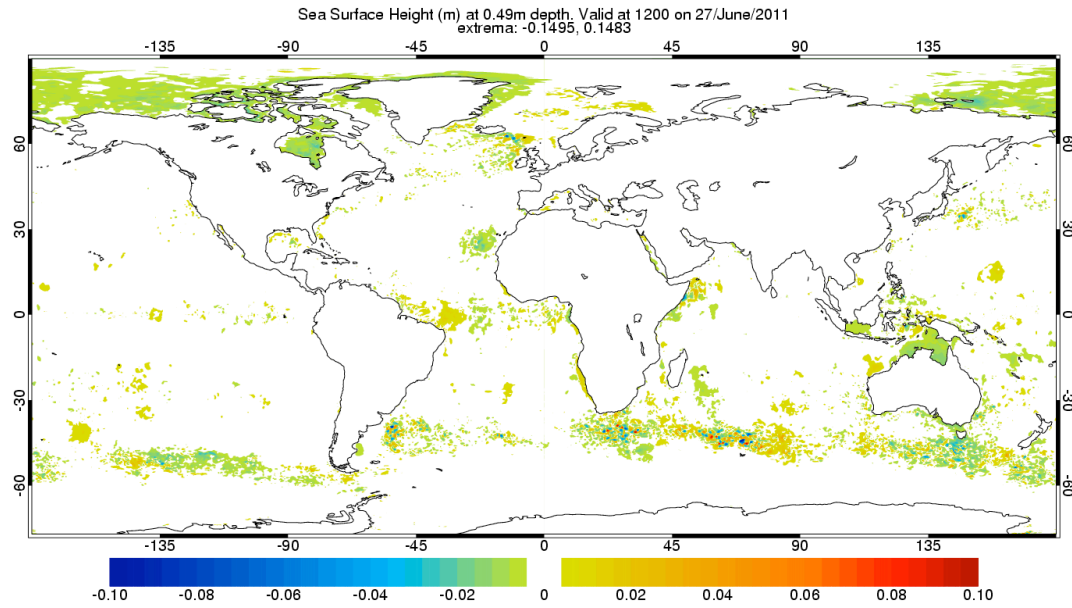 Sea Surface Height (m) at 0.49m depth. Valid at 1200 on 27/June/2011
extrema: -0.1495, 0.1483
-135 -90 -45 0 45 90 135
60 60
30 30
0 0
-30 -30
-60 -60
-135 -90 -45 0 45 90 135
-0.10 -0.08 -0.06 -0.04 -0.02 0 0.02 0.04 0.06 0.08 0.10